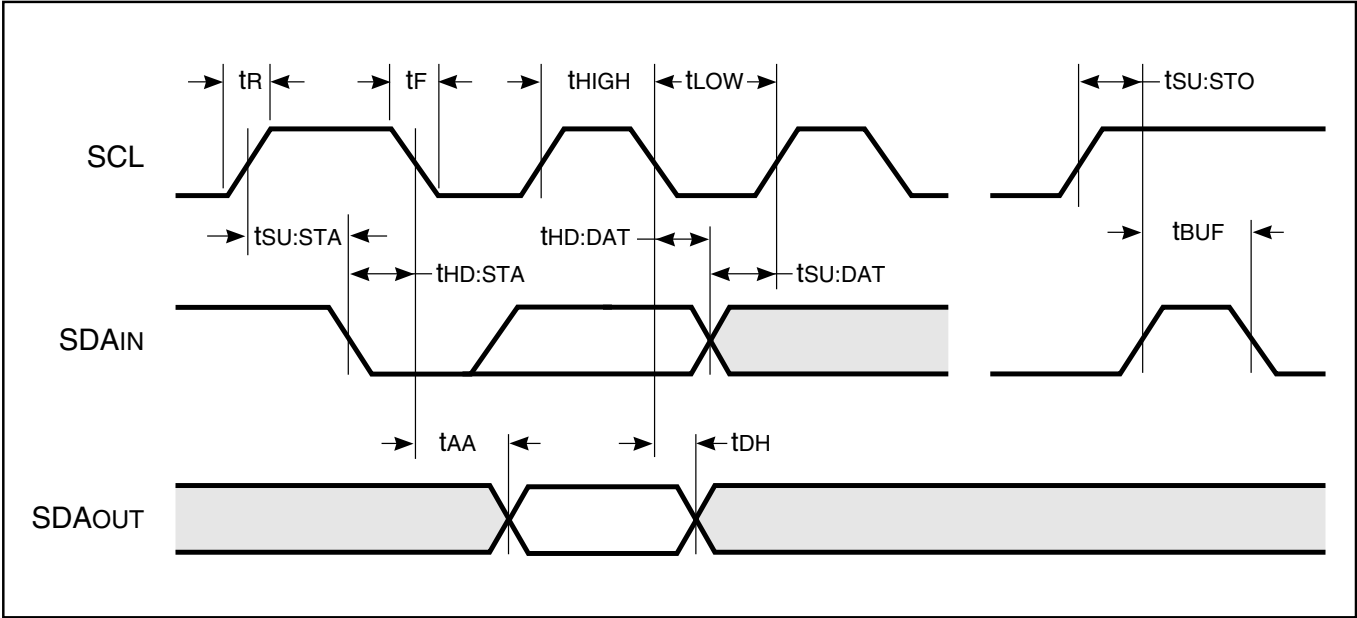 tR tF tHIGH tLOW tSU:STO
SCL
tSU:STA tHD:DAT tBUF
tHD:STA tSU:DAT
SDAIN
tAA tDH
SDAOUT